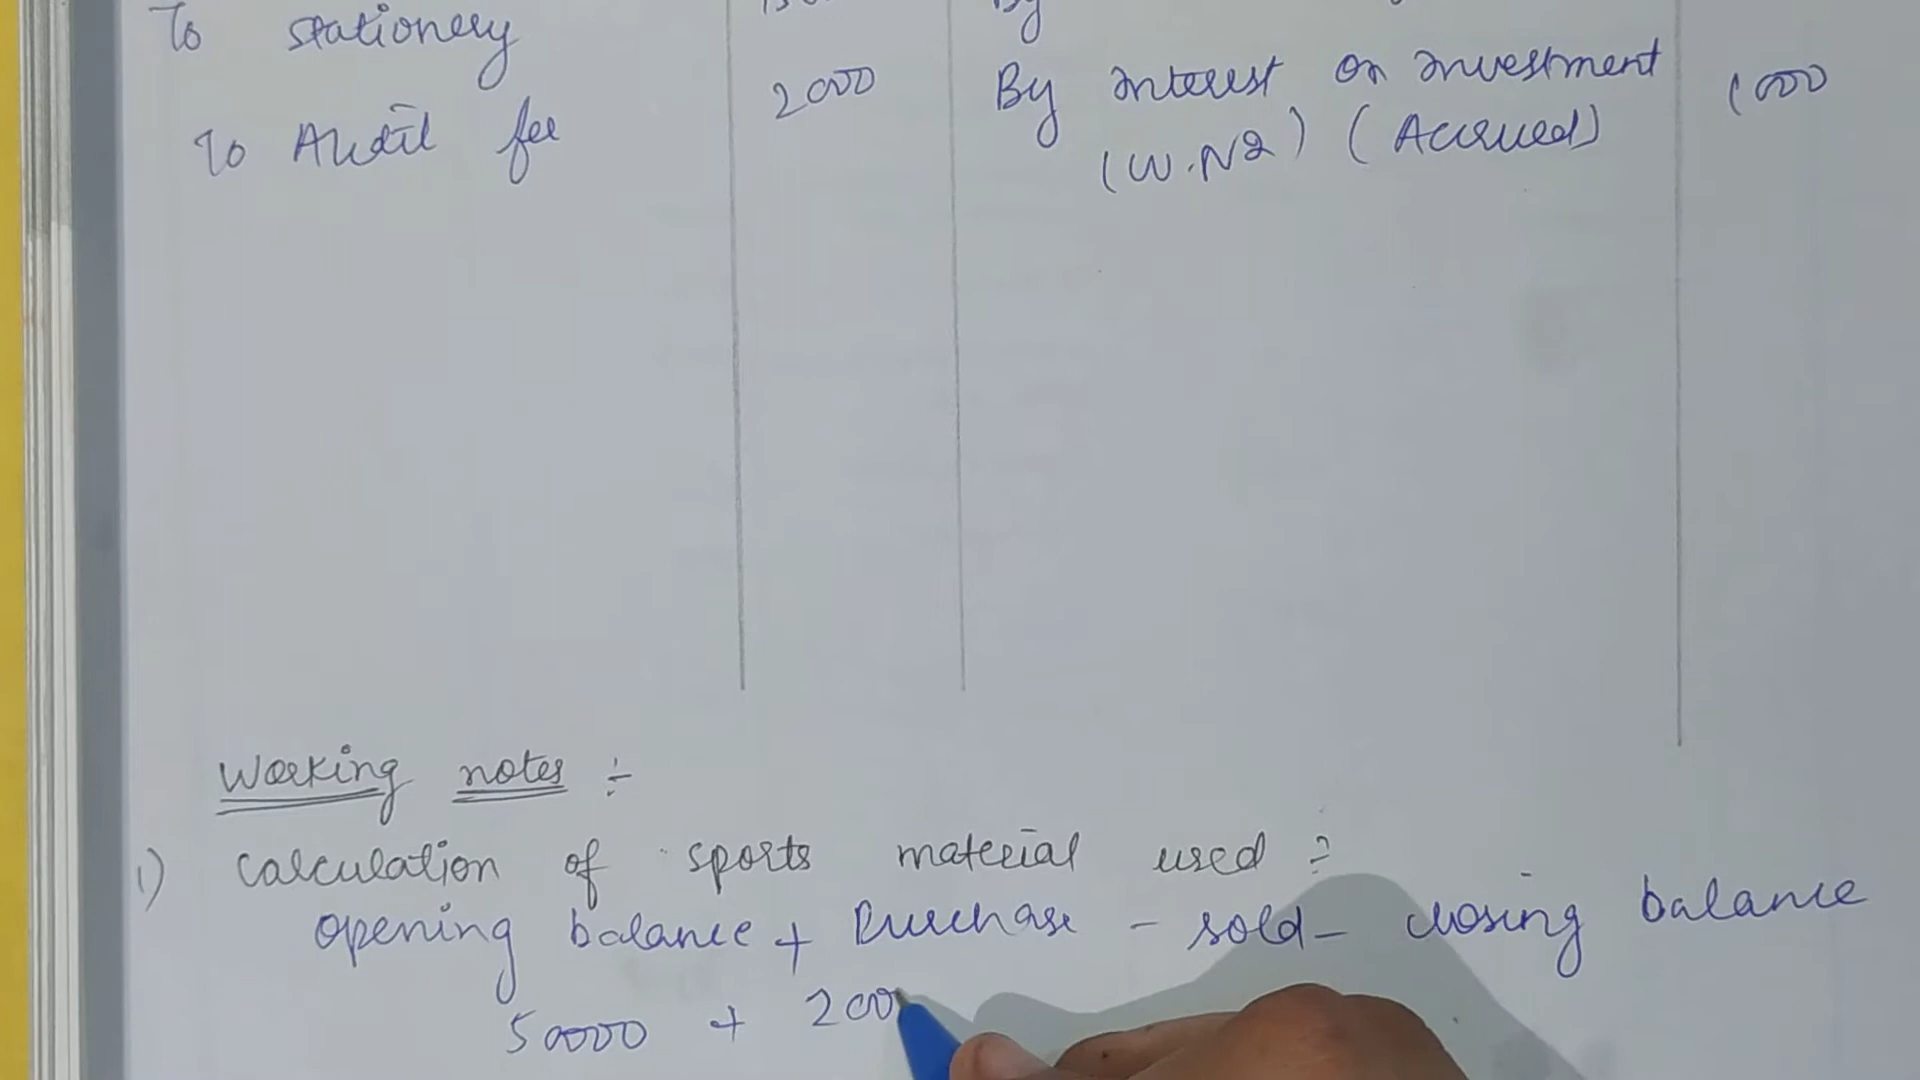 To stationery
2000 By Interest on Investment 1000
To Audit fee (W.N2) (Accrued)
Working notes :-
1) Calculation of sports material used :-
opening balance + Purchase - sold - closing balance
50000 + 200